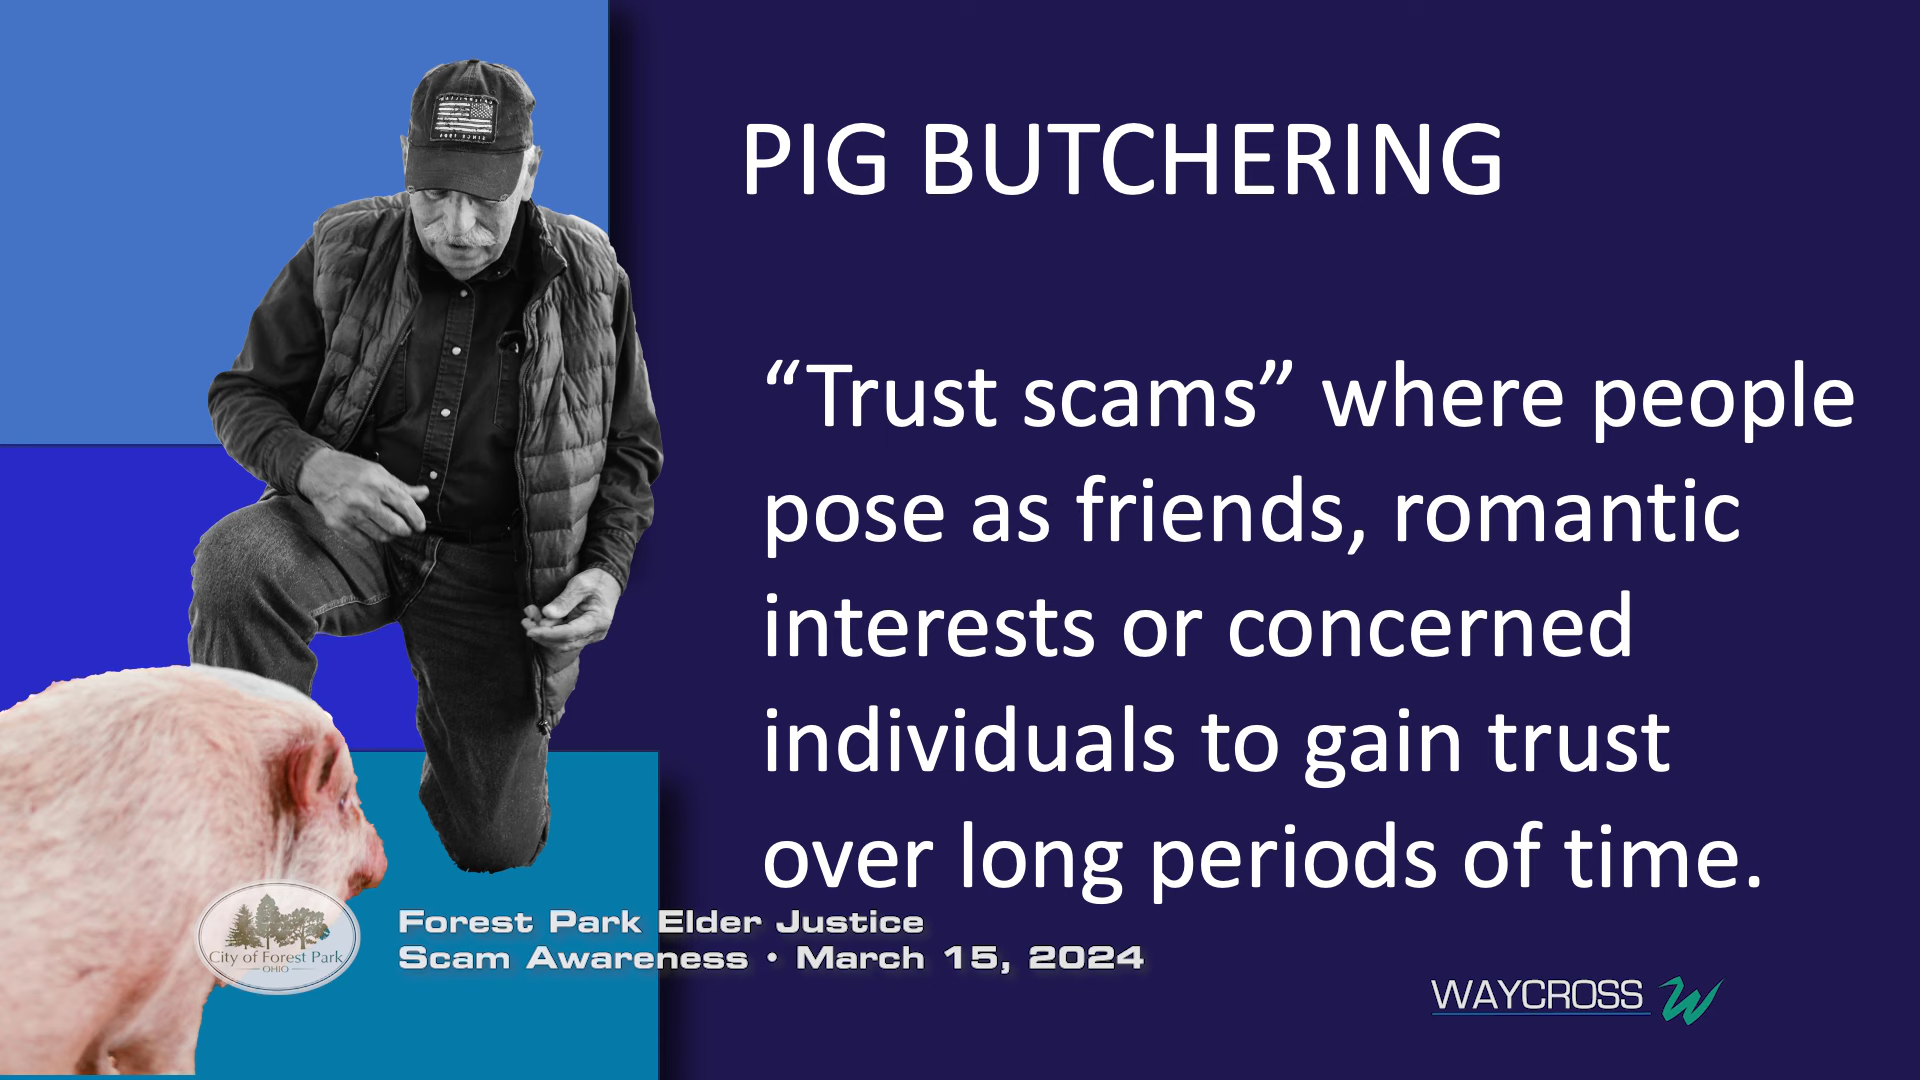 PIG BUTCHERING
“Trust scams” where people
pose as friends, romantic
interests or concerned
individuals to gain trust
over long periods of time.
Forest Park Elder Justice
Scam Awareness • March 15, 2024
City of Forest Park
OHIO
WAYCROSS W